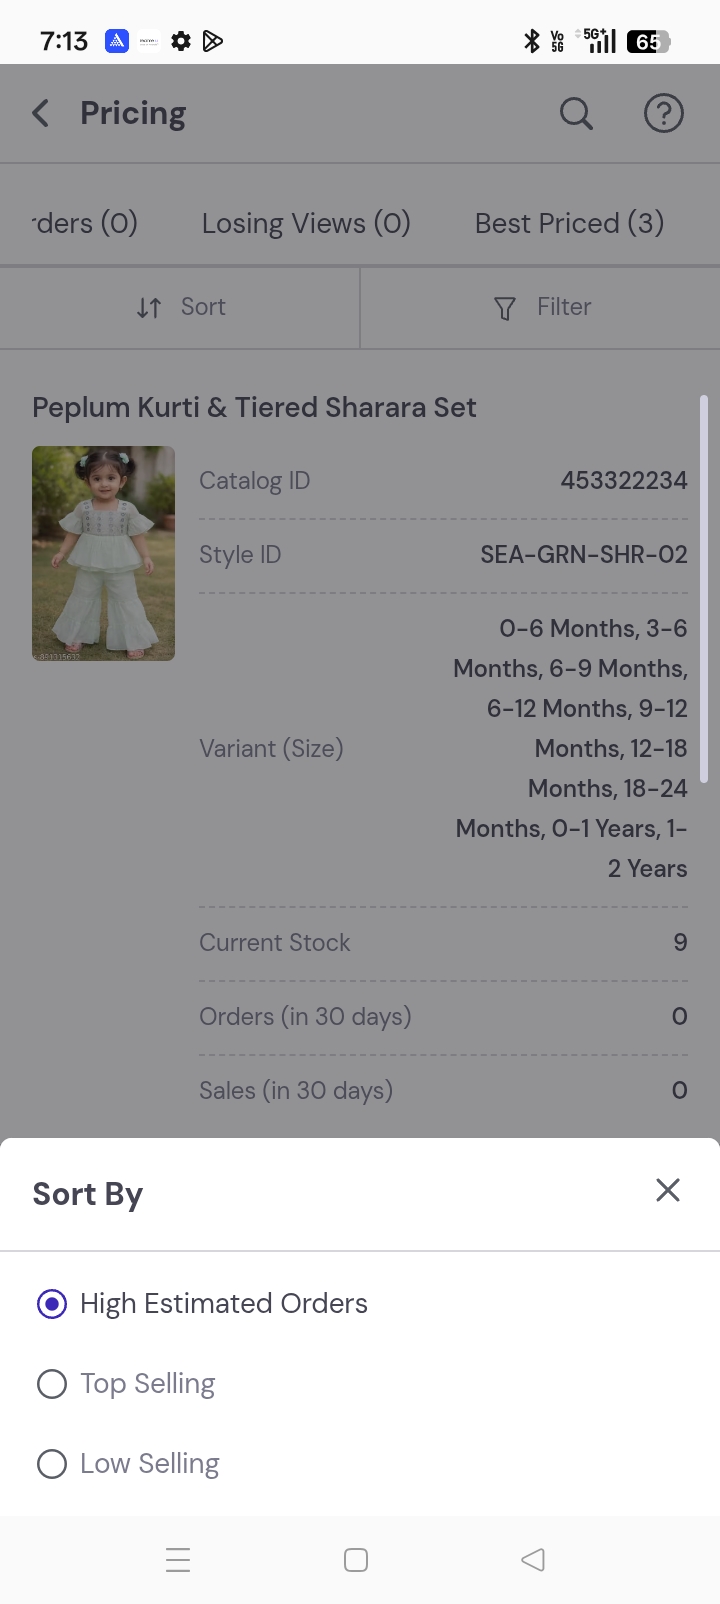 7:13
Vo 5G
5G+
65
Pricing
rders (0) Losing Views (0) Best Priced (3)
Sort Filter
Peplum Kurti & Tiered Sharara Set
Catalog ID 453322234
Style ID SEA-GRN-SHR-02
Variant (Size) 0-6 Months, 3-6
Months, 6-9 Months,
6-12 Months, 9-12
Months, 12-18
Months, 18-24
Months, 0-1 Years, 1-
2 Years
Current Stock 9
Orders (in 30 days) 0
Sales (in 30 days) 0
Sort By
High Estimated Orders
Top Selling
Low Selling